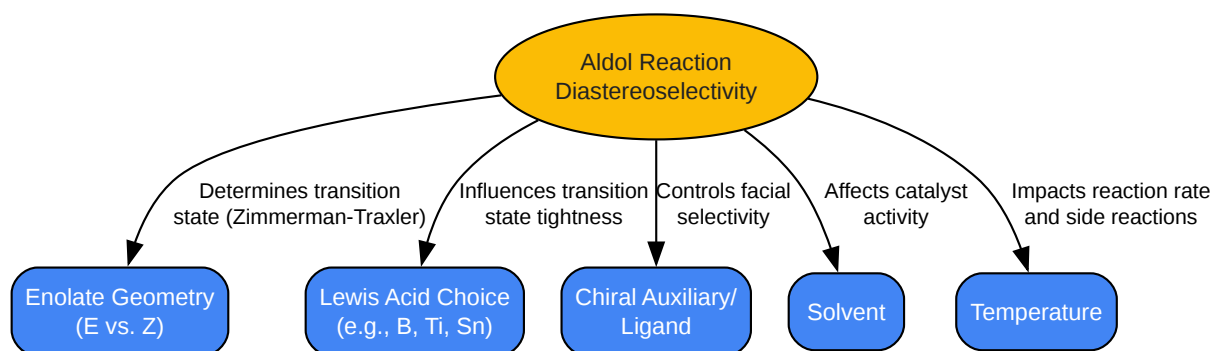 Aldol Reaction
Diastereoselectivity
Determines transition
state (Zimmerman-Traxler)
Influences transition
state tightness
Controls facial
selectivity
Affects catalyst
activity
Impacts reaction rate
and side reactions
Enolate Geometry
(E vs. Z)
Lewis Acid Choice
(e.g., B, Ti, Sn)
Chiral Auxiliary/
Ligand
Solvent
Temperature